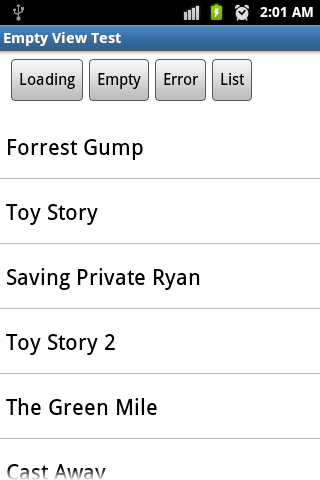 2:01 AM
Empty View Test
Loading Empty Error List
Forrest Gump
Toy Story
Saving Private Ryan
Toy Story 2
The Green Mile
Cast Away